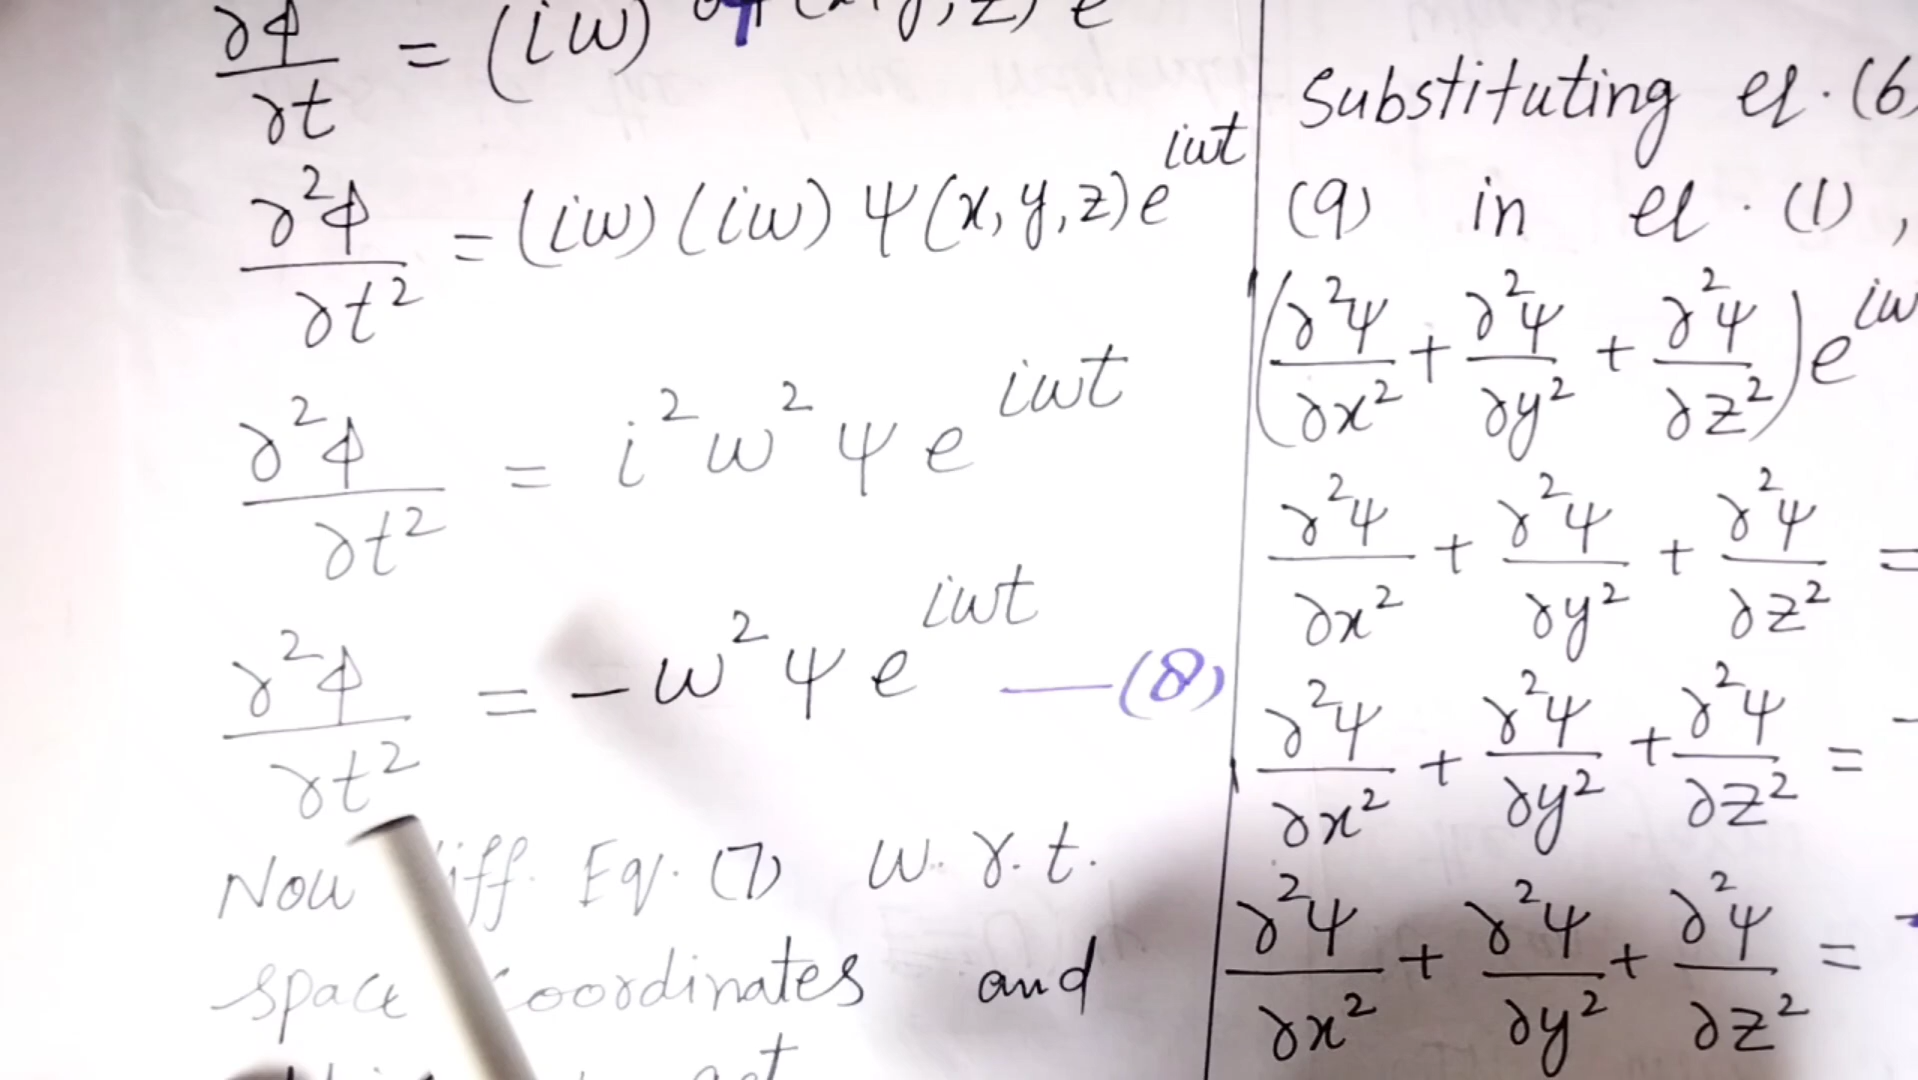 ∂ϕ/∂t = (iω) ψ(x,y,z) e
∂²ϕ/∂t² = (iω)(iω) ψ(x,y,z) e^{iωt}
∂²ϕ/∂t² = i²ω²ψ e^{iωt}
∂²ϕ/∂t² = -ω²ψ e^{iωt} —(8)
Now diff. Eq. (7) w.r.t.
space coordinates and
get
Substituting eq. (6)
(9) in eq. (1),
(∂²ψ/∂x² + ∂²ψ/∂y² + ∂²ψ/∂z²) e^{iω
∂²ψ/∂x² + ∂²ψ/∂y² + ∂²ψ/∂z² =
∂²ψ/∂x² + ∂²ψ/∂y² + ∂²ψ/∂z² = -
∂²ψ/∂x² + ∂²ψ/∂y² + ∂²ψ/∂z² = -